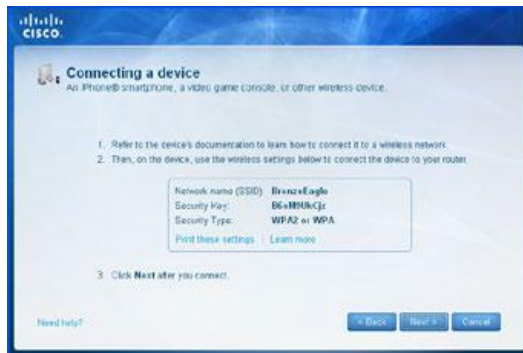 CISCO.
Connecting a device
An iPhone® smartphone, a video game console, or other wireless device.
1. Refer to the device's documentation to learn how to connect it to a wireless network.
2. Then, on the device, use the wireless settings below to connect the device to your router.
Network name (SSID): BronzeEagle
Security Key:
Security Type: WPA2 or WPA
Print these settings | Learn more
3. Click Next after you connect.
Need help?
< Back Next > Cancel